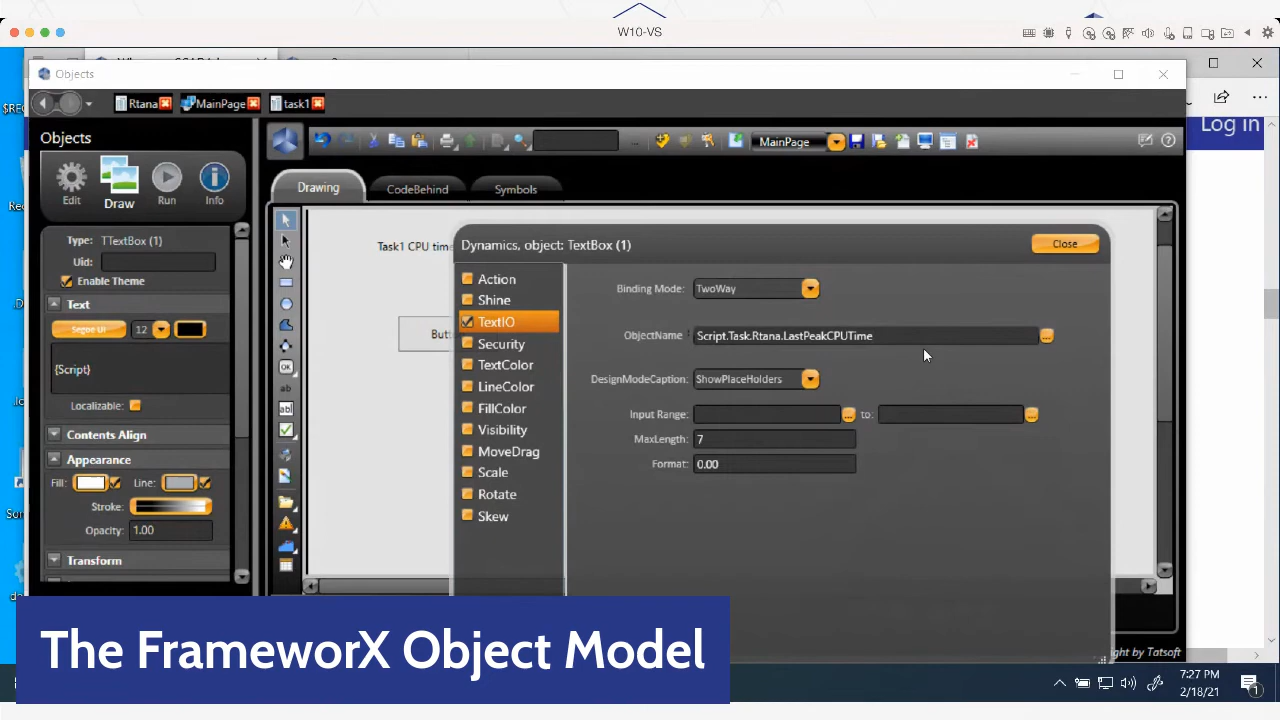 W10-VS
Objects
Log in
Rtana
MainPage
task1
Objects
MainPage
Edit
Draw
Run
Info
Drawing
CodeBehind
Symbols
Type: TTextBox (1)
Uid:
Enable Theme
Text
Segoe UI
12
{Script}
Localizable:
Contents Align
Appearance
Fill:
Line:
Stroke:
Opacity: 1.00
Transform
Task1 CPU time
Dynamics, object: TextBox (1)
Close
Action
Shine
TextIO
Security
TextColor
LineColor
FillColor
Visibility
MoveDrag
Scale
Rotate
Skew
Binding Mode: TwoWay
ObjectName : Script.Task.Rtana.LastPeakCPUTime
DesignModeCaption: ShowPlaceHolders
Input Range: to:
MaxLength: 7
Format: 0.00
ght by Tatsoft
The FrameworX Object Model
7:27 PM
2/18/21